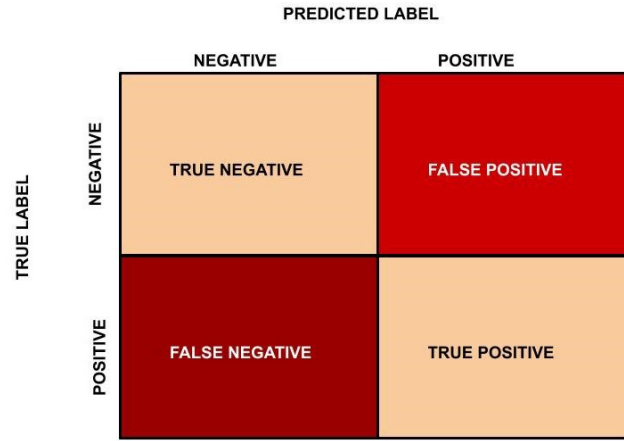 PREDICTED LABEL
NEGATIVE POSITIVE
TRUE LABEL
NEGATIVE
TRUE NEGATIVE FALSE POSITIVE
POSITIVE
FALSE NEGATIVE TRUE POSITIVE